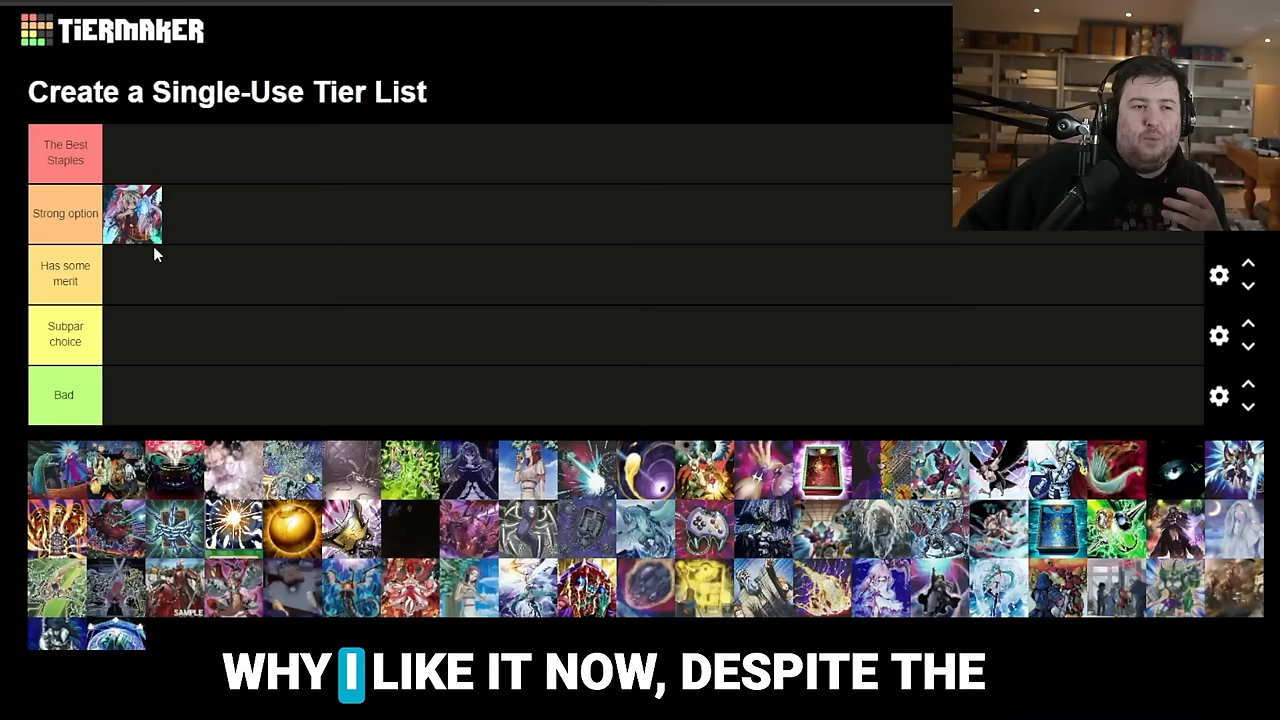 TIERMAKER
Create a Single-Use Tier List
The Best
Staples
Strong option
Has some
merit
Subpar
choice
Bad
SAMPLE
WHY I LIKE IT NOW, DESPITE THE